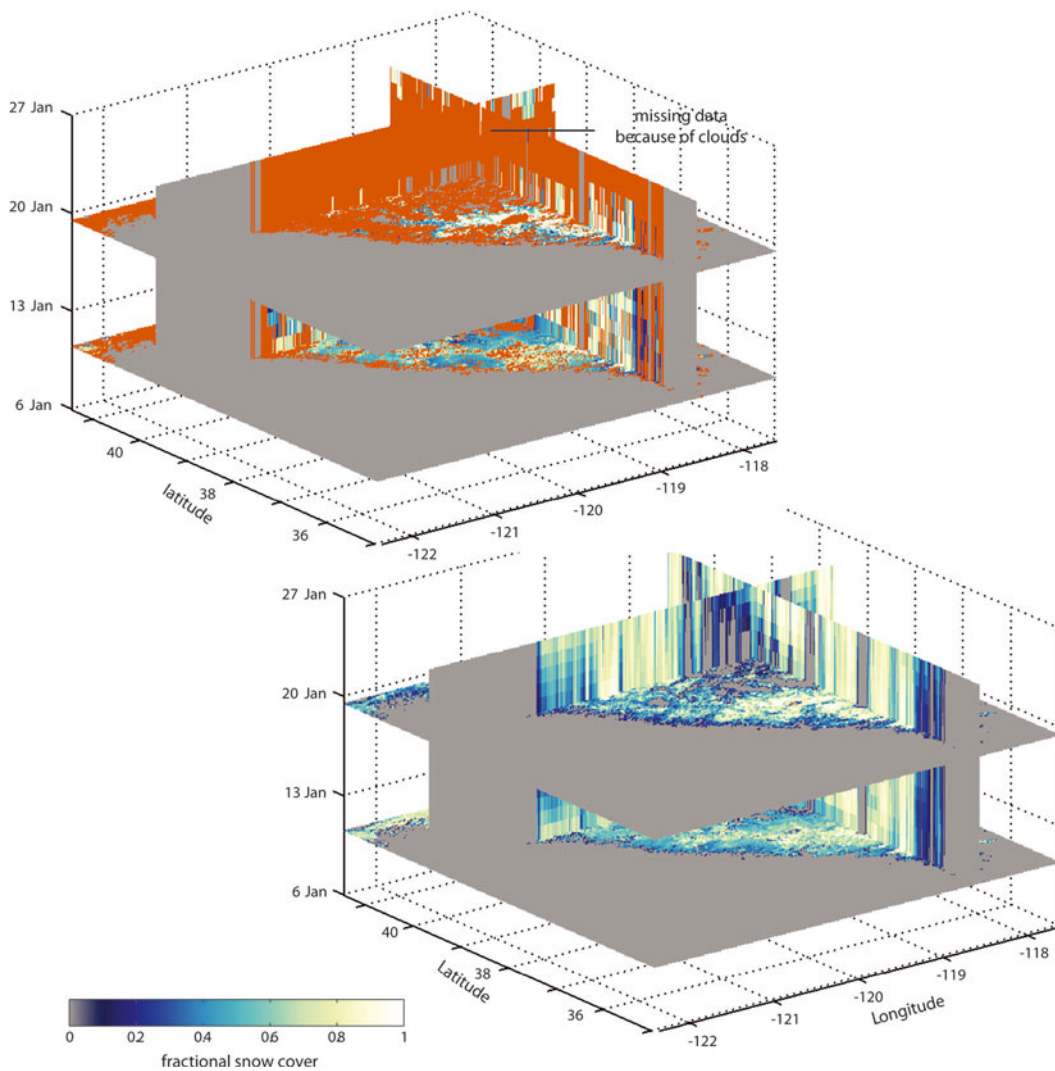 27 Jan
missing data
because of clouds
20 Jan
13 Jan
6 Jan
40
38
36
latitude
-122
-121
-120
-119
-118
27 Jan
20 Jan
13 Jan
6 Jan
40
38
36
Latitude
-122
-121
-120
-119
-118
Longitude
0 0.2 0.4 0.6 0.8 1
fractional snow cover